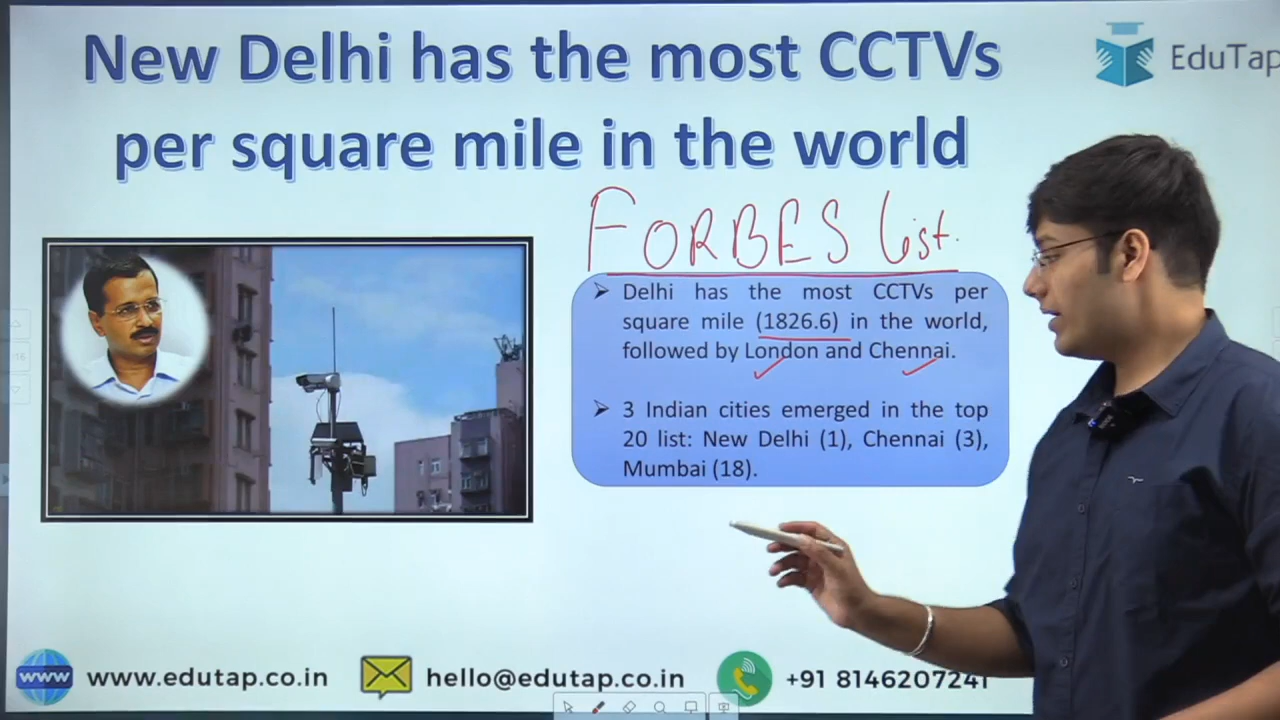 New Delhi has the most CCTVs
per square mile in the world
EduTap
FORBES List.
➤ Delhi has the most CCTVs per
square mile (1826.6) in the world,
followed by London and Chennai.
➤ 3 Indian cities emerged in the top
20 list: New Delhi (1), Chennai (3),
Mumbai (18).
www www.edutap.co.in
hello@edutap.co.in
+91 8146207241